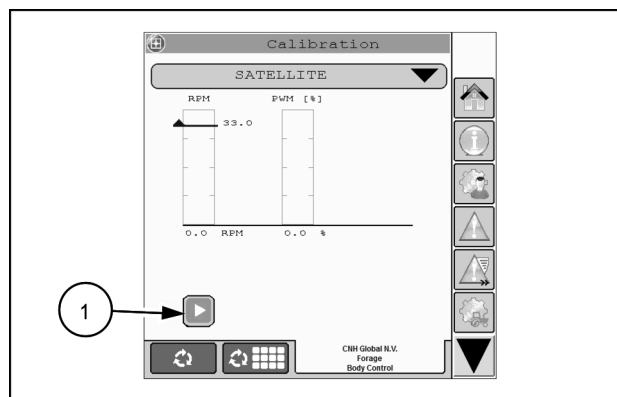 Calibration
SATELLITE
RPM PWM [%]
33.0
0.0 RPM 0.0 %
1
CNH Global N.V.
Forage
Body Control